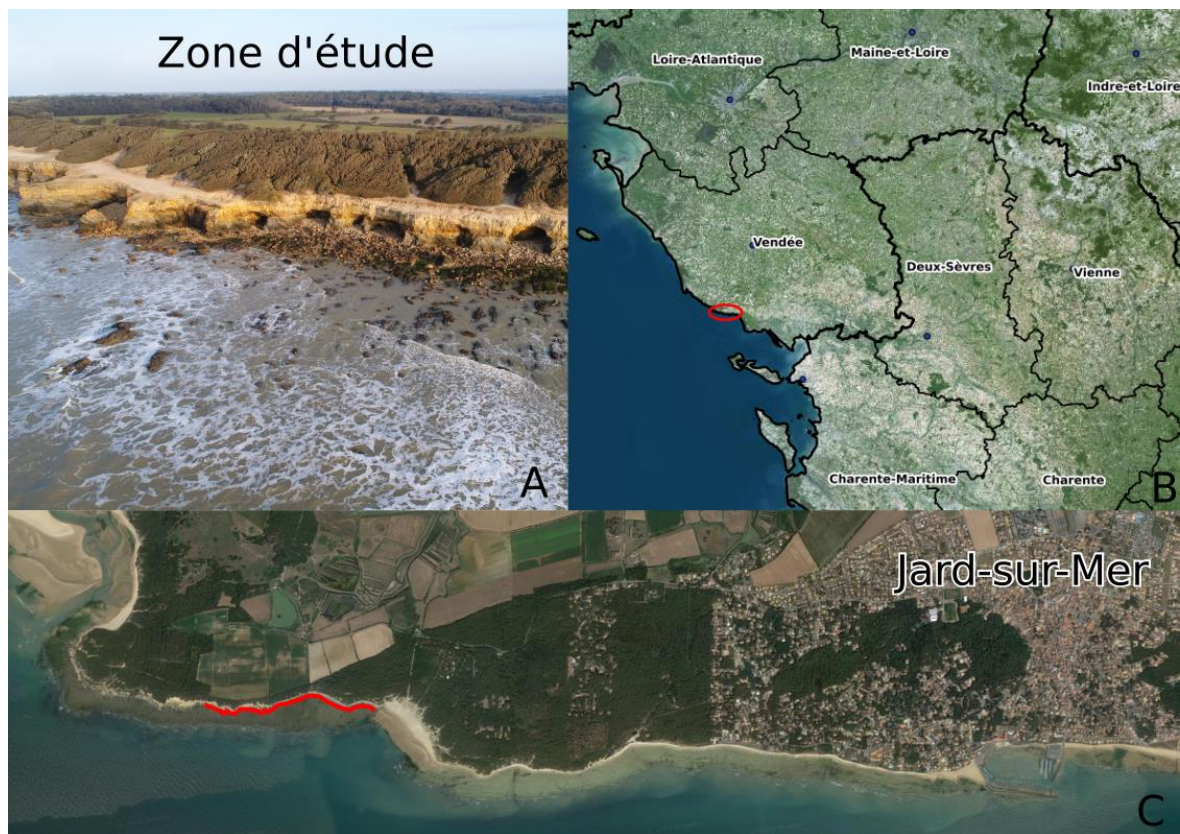 Zone d'étude
A
Loire-Atlantique
Maine-et-Loire
Indre-et-Loire
Vendée
Deux-Sèvres
Vienne
Charente-Maritime
Charente
B
Jard-sur-Mer
C